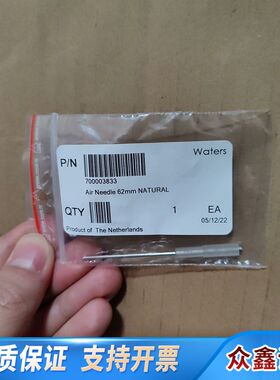 P/N
Waters
700003833
Air Needle 62mm NATURAL
QTY
1
EA
05/12/22
Product of The Netherlands
质保证 支持开票
众鑫